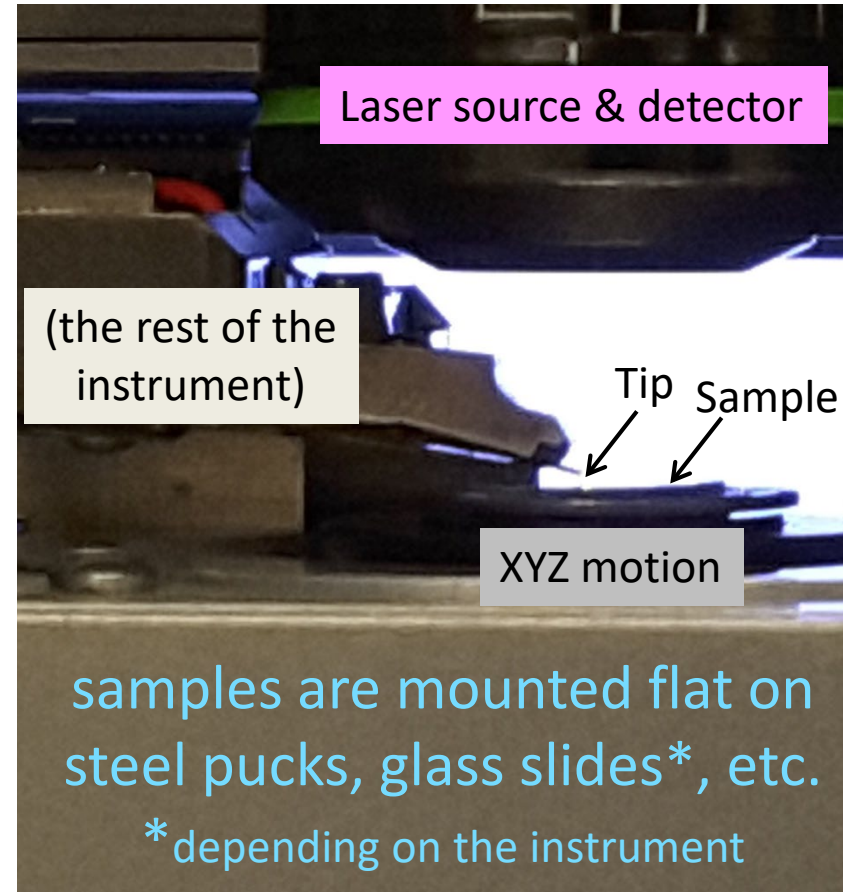 Laser source & detector
(the rest of the
instrument)
Tip
Sample
XYZ motion
samples are mounted flat on
steel pucks, glass slides*, etc.
*depending on the instrument